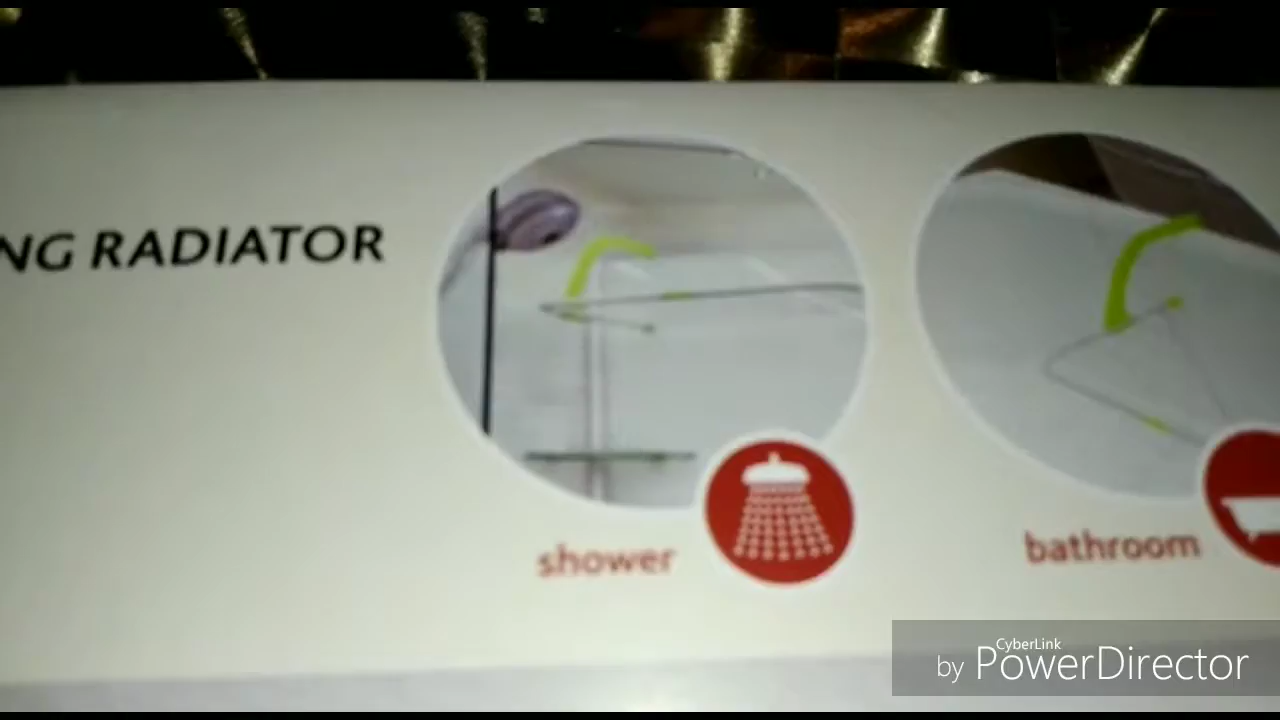 NG RADIATOR
shower
bathroom
by CyberLink
PowerDirector